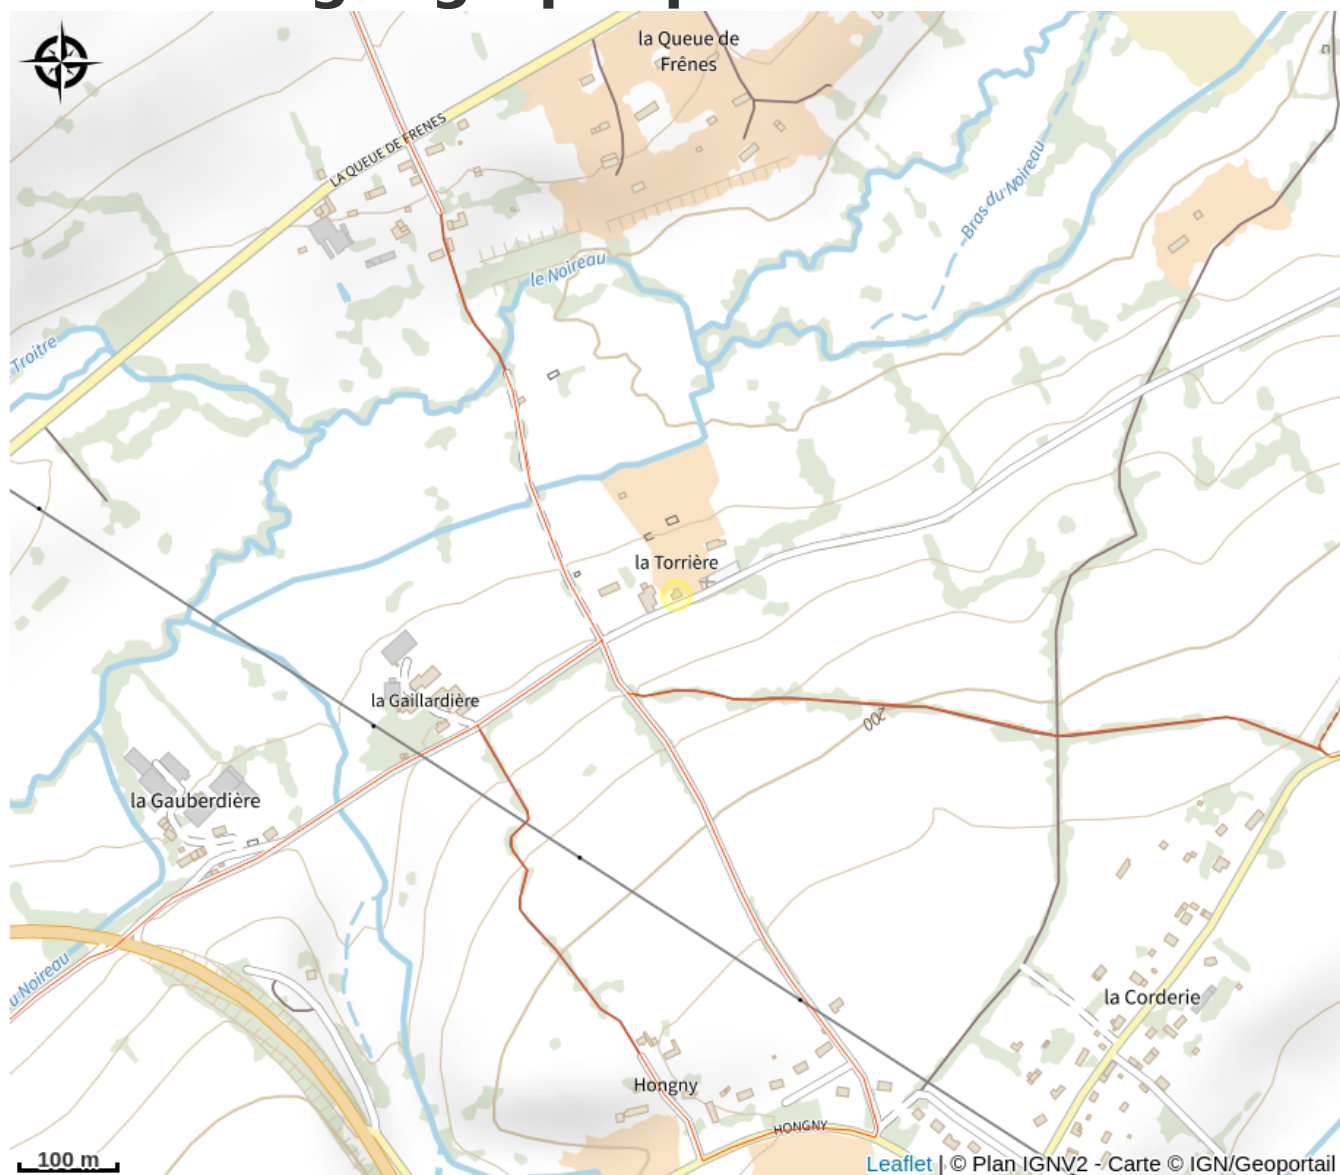 la Queue de
Frênes
LA QUEUE DE FRENES
Bras du Noireau
le Noireau
Troitre
la Torrière
la Gaillardière
200
la Gauberdière
u Noireau
la Corderie
Hongny
HONGNY
100 m
Leaflet | © Plan IGNV2 - Carte © IGN/Geoportail